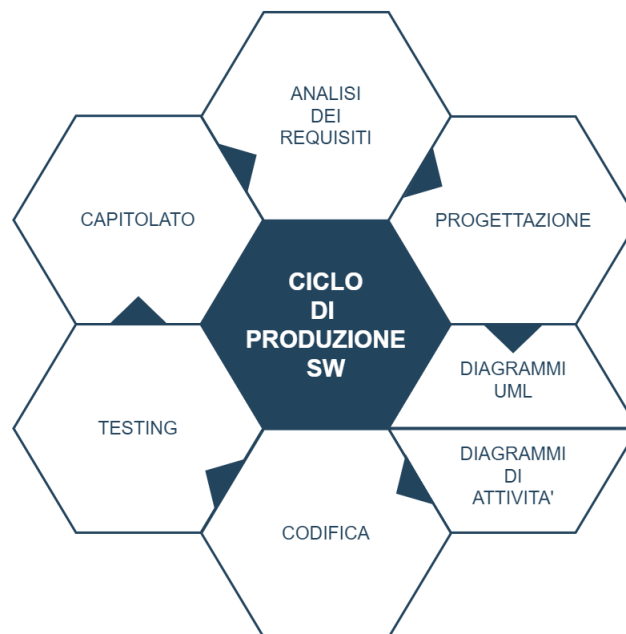 ANALISI
DEI
REQUISITI
CAPITOLATO
PROGETTAZIONE
CICLO
DI
PRODUZIONE
SW
DIAGRAMMI
UML
TESTING
DIAGRAMMI
DI
ATTIVITA'
CODIFICA